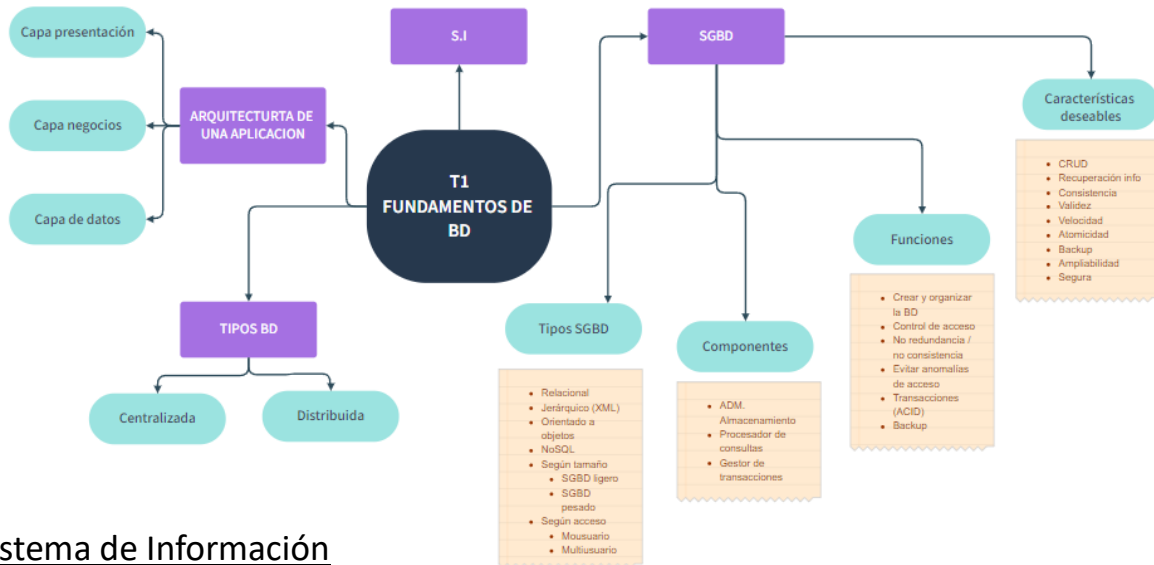 Capa presentación
Capa negocios
Capa de datos
ARQUITECTURTA DE
UNA APLICACION
S.I
SGBD
T1
FUNDAMENTOS DE
BD
TIPOS BD
Centralizada
Distribuida
Tipos SGBD
Relacional
Jerárquico (XML)
Orientado a
objetos
NoSQL
Según tamaño
SGBD ligero
SGBD
pesado
Según acceso
Mousuario
Multiusuario
Componentes
ADM.
Almacenamiento
Procesador de
consultas
Gestor de
transacciones
Funciones
Crear y organizar
la BD
Control de acceso
No redundancia /
no consistencia
Evitar anomalías
de acceso
Transacciones
(ACID)
Backup
Características
deseables
CRUD
Recuperación info
Consistencia
Validez
Velocidad
Atomicidad
Backup
Ampliabilidad
Segura
stema de Información